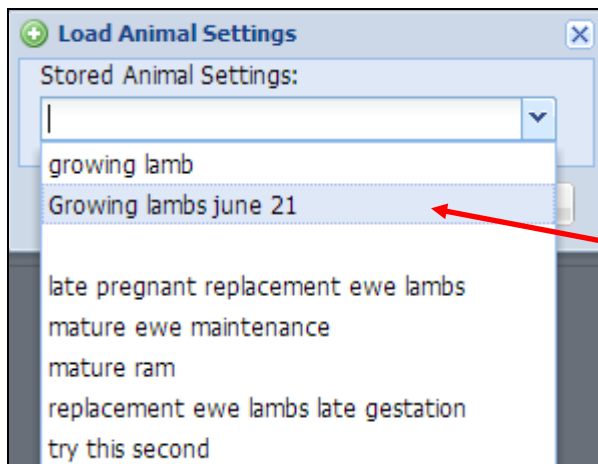 Load Animal Settings
Stored Animal Settings:
growing lamb
Growing lambs june 21
late pregnant replacement ewe lambs
mature ewe maintenance
mature ram
replacement ewe lambs late gestation
try this second